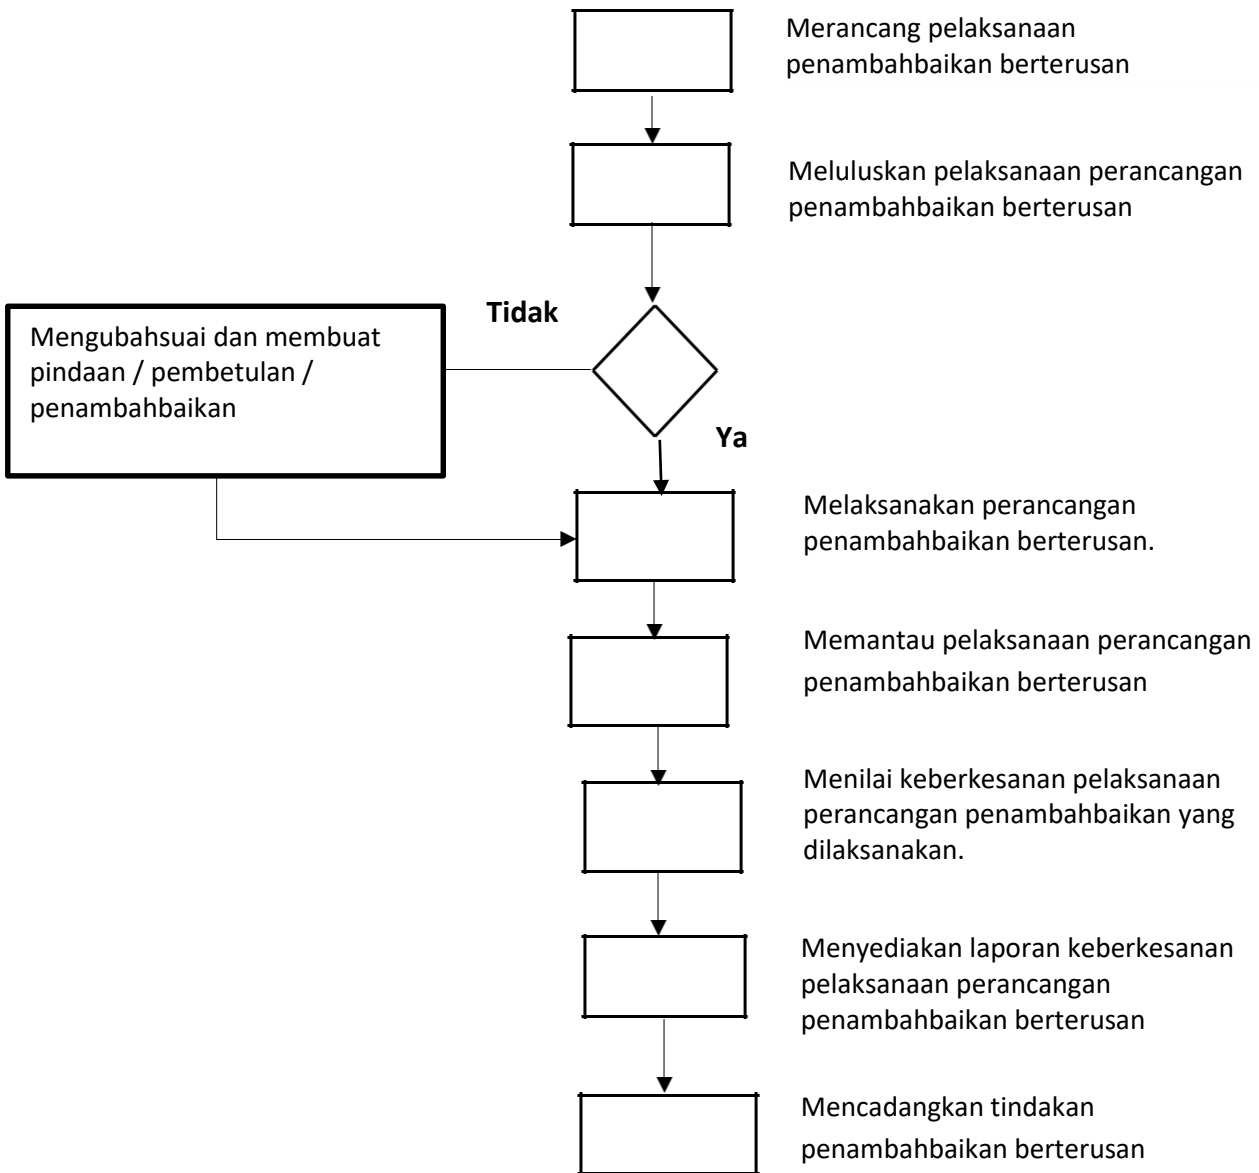 Merancang pelaksanaan
penambahbaikan berterusan
Meluluskan pelaksanaan perancangan
penambahbaikan berterusan
Tidak
Mengubahsuai dan membuat
pindaan / pembetulan /
penambahbaikan
Ya
Melaksanakan perancangan
penambahbaikan berterusan.
Memantau pelaksanaan perancangan
penambahbaikan berterusan
Menilai keberkesanan pelaksanaan
perancangan penambahbaikan yang
dilaksanakan.
Menyediakan laporan keberkesanan
pelaksanaan perancangan
penambahbaikan berterusan
Mencadangkan tindakan
penambahbaikan berterusan